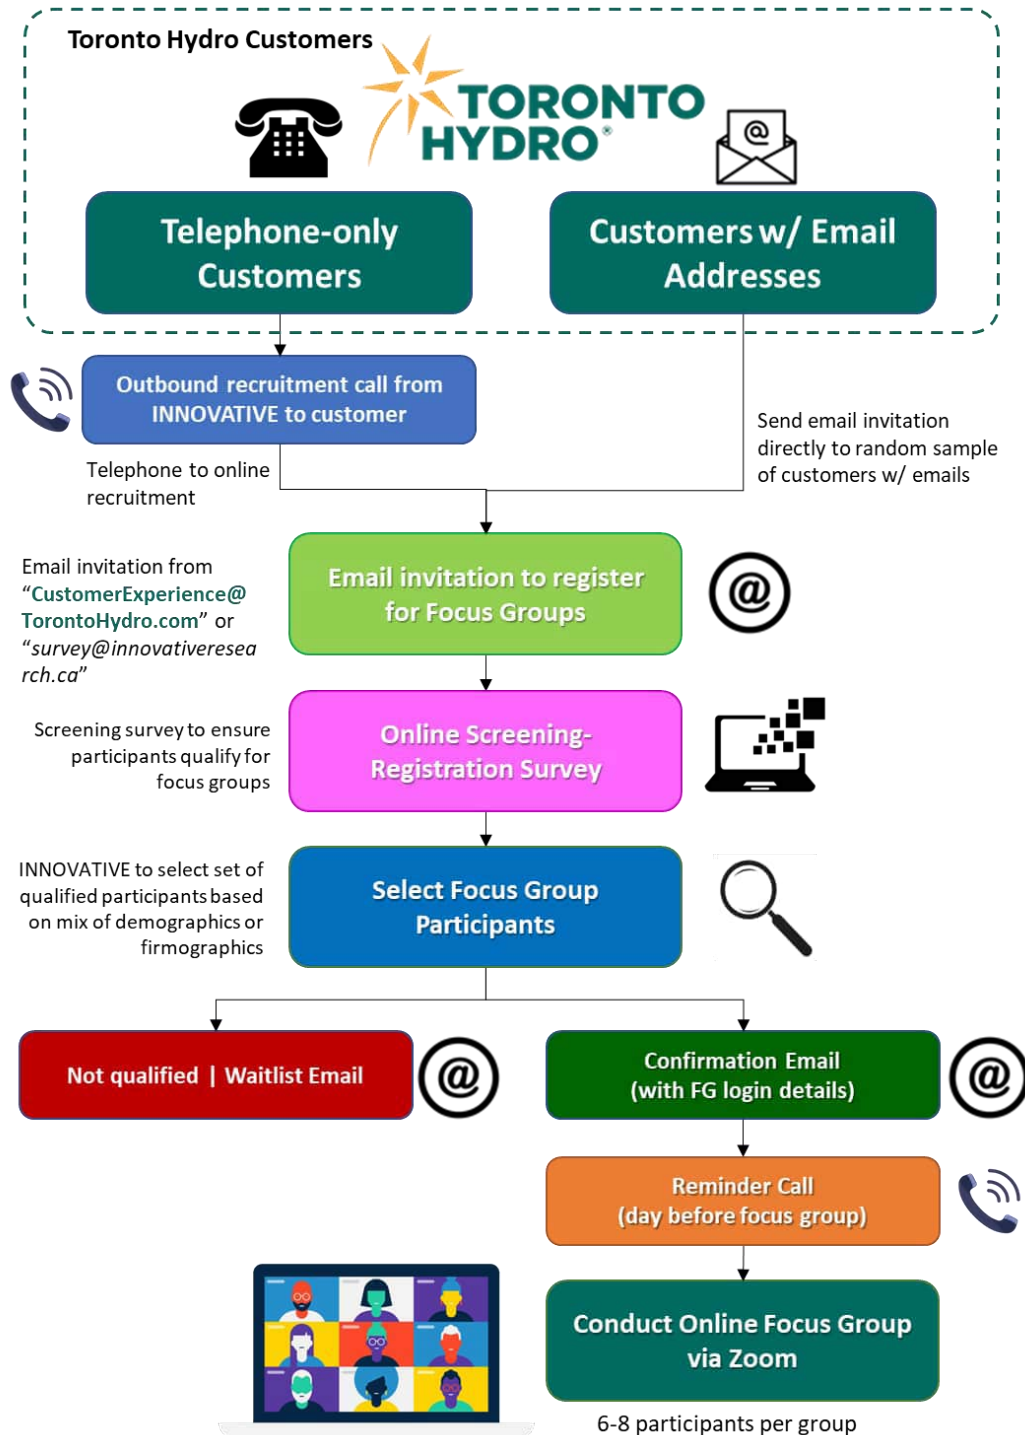 Toronto Hydro Customers
TORONTO
HYDRO®
Telephone-only
Customers
Customers w/ Email
Addresses
Outbound recruitment call from
INNOVATIVE to customer
Telephone to online
recruitment
Send email invitation
directly to random sample
of customers w/ emails
Email invitation from
“CustomerExperience@
TorontoHydro.com” or
“survey@innovativeresea
rch.ca”
Email invitation to register
for Focus Groups
@
Screening survey to ensure
participants qualify for
focus groups
Online Screening-
Registration Survey
INNOVATIVE to select set of
qualified participants based
on mix of demographics or
firmographics
Select Focus Group
Participants
Not qualified | Waitlist Email
@
Confirmation Email
(with FG login details)
@
Reminder Call
(day before focus group)
Conduct Online Focus Group
via Zoom
6-8 participants per group